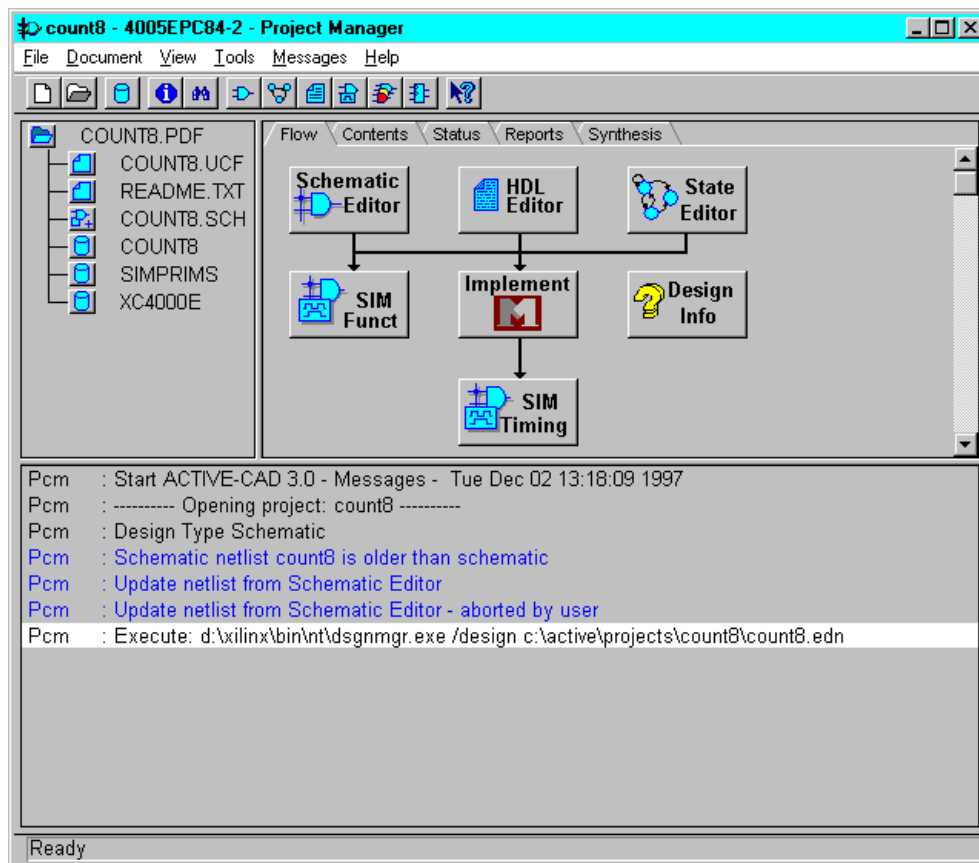 count8 - 4005EPC84-2 - Project Manager
File Document View Tools Messages Help
COUNT8.PDF
COUNT8.UCF
README.TXT
COUNT8.SCH
COUNT8
SIMPRIMS
XC4000E
Flow Contents Status Reports Synthesis
Schematic
Editor
HDL
Editor
State
Editor
SIM
Funct
Implement
Design
Info
SIM
Timing
Pcm : Start ACTIVE-CAD 3.0 - Messages - Tue Dec 02 13:18:09 1997
Pcm : ---------- Opening project: count8 ----------
Pcm : Design Type Schematic
Pcm : Schematic netlist count8 is older than schematic
Pcm : Update netlist from Schematic Editor
Pcm : Update netlist from Schematic Editor - aborted by user
Pcm : Execute: d:\xilinx\bin\nt\dsgnmgr.exe /design c:\active\projects\count8\count8.edn
Ready